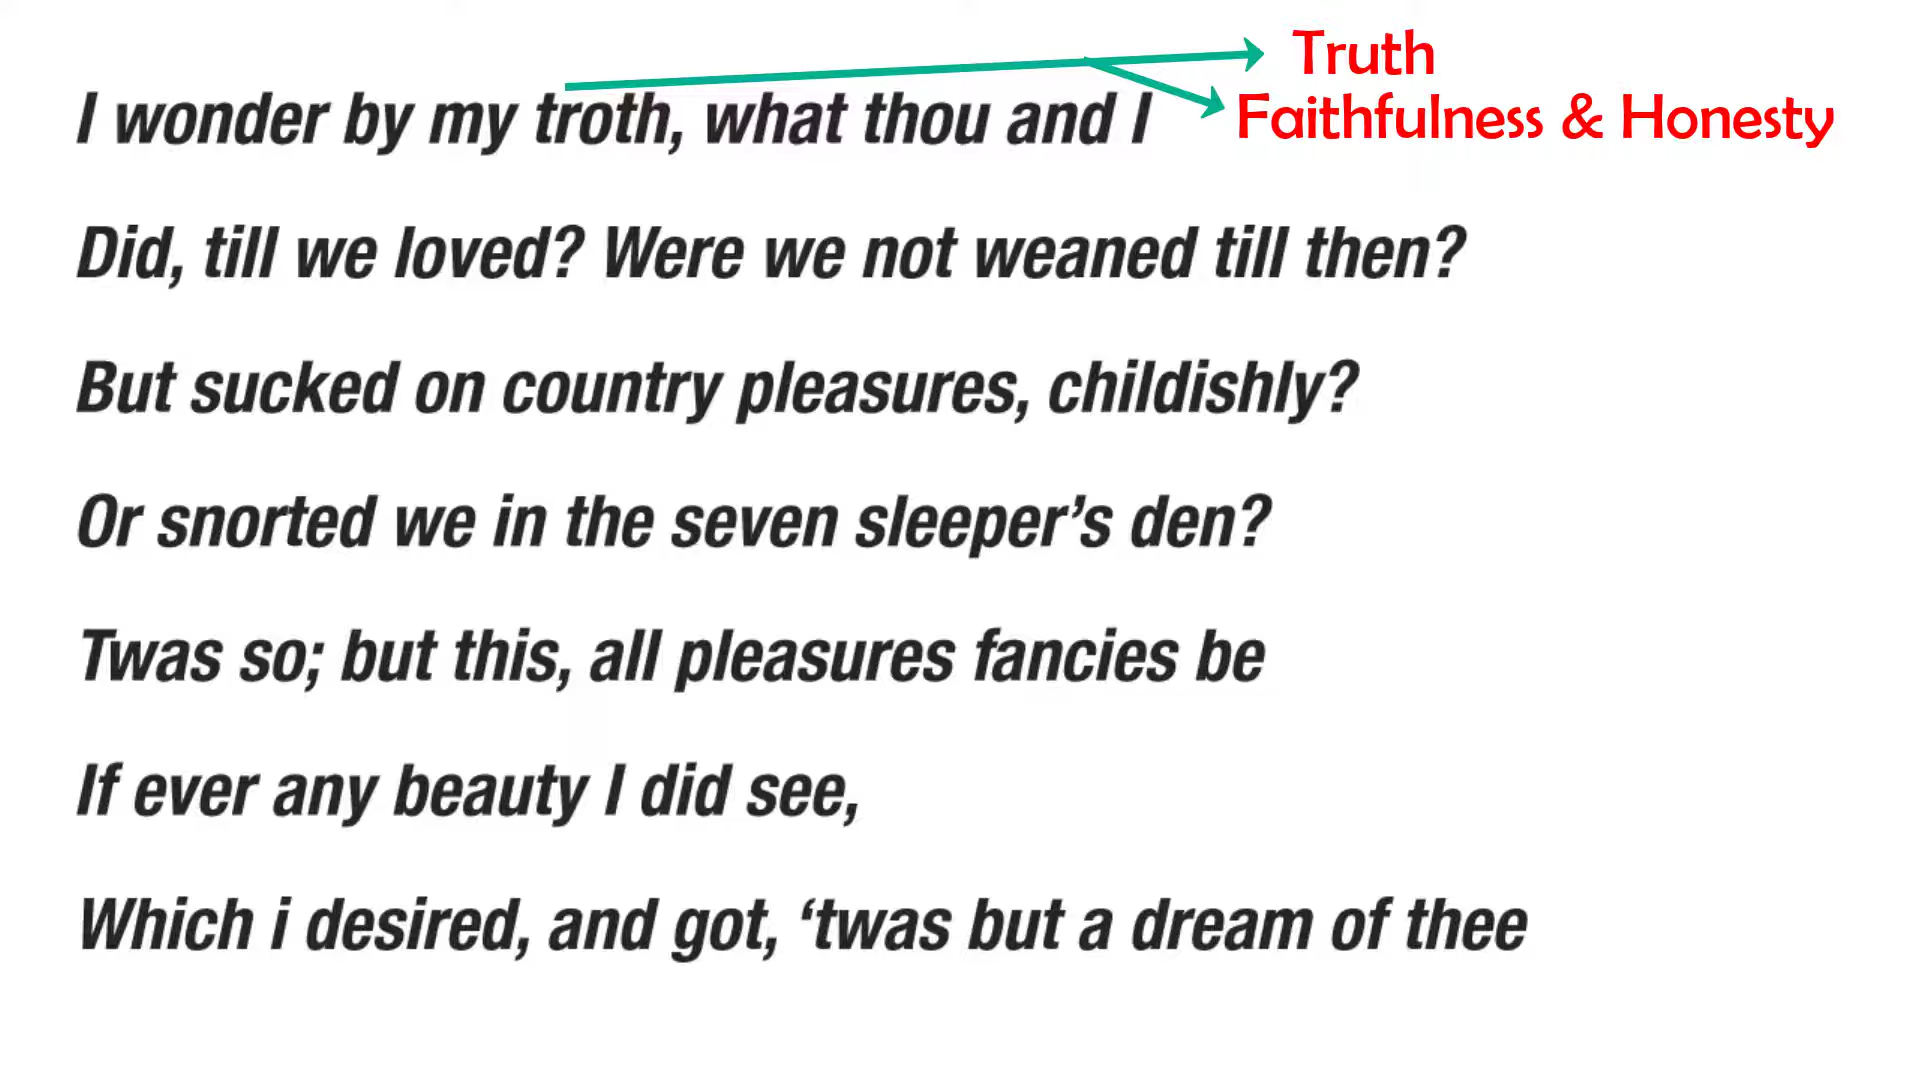 Truth
I wonder by my troth, what thou and I Faithfulness & Honesty
Did, till we loved? Were we not weaned till then?
But sucked on country pleasures, childishly?
Or snorted we in the seven sleeper’s den?
Twas so; but this, all pleasures fancies be
If ever any beauty I did see,
Which i desired, and got, ‘twas but a dream of thee